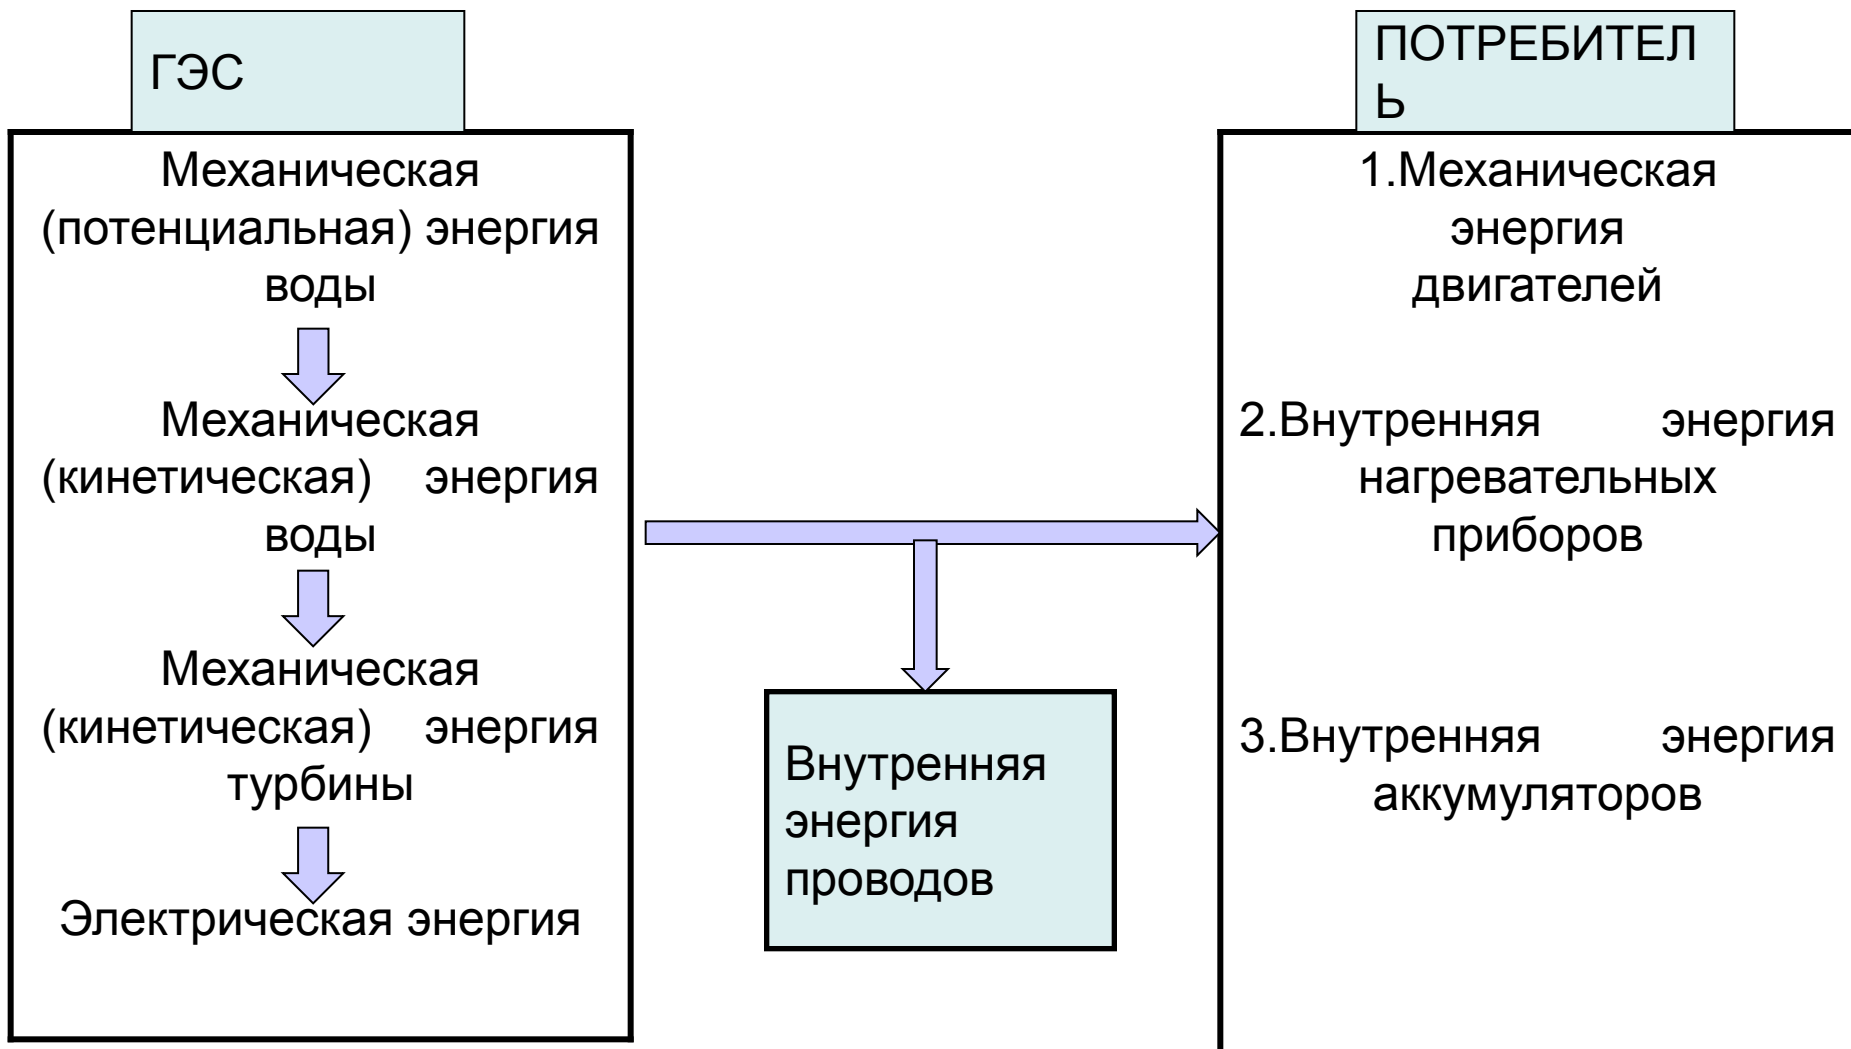 ГЭС
Механическая
(потенциальная) энергия
воды
Механическая
(кинетическая) энергия
воды
Механическая
(кинетическая) энергия
турбины
Электрическая энергия
Внутренняя
энергия
проводов
ПОТРЕБИТЕЛ
Ь
1.Механическая
энергия
двигателей
2.Внутренняя энергия
нагревательных
приборов
3.Внутренняя энергия
аккумуляторов